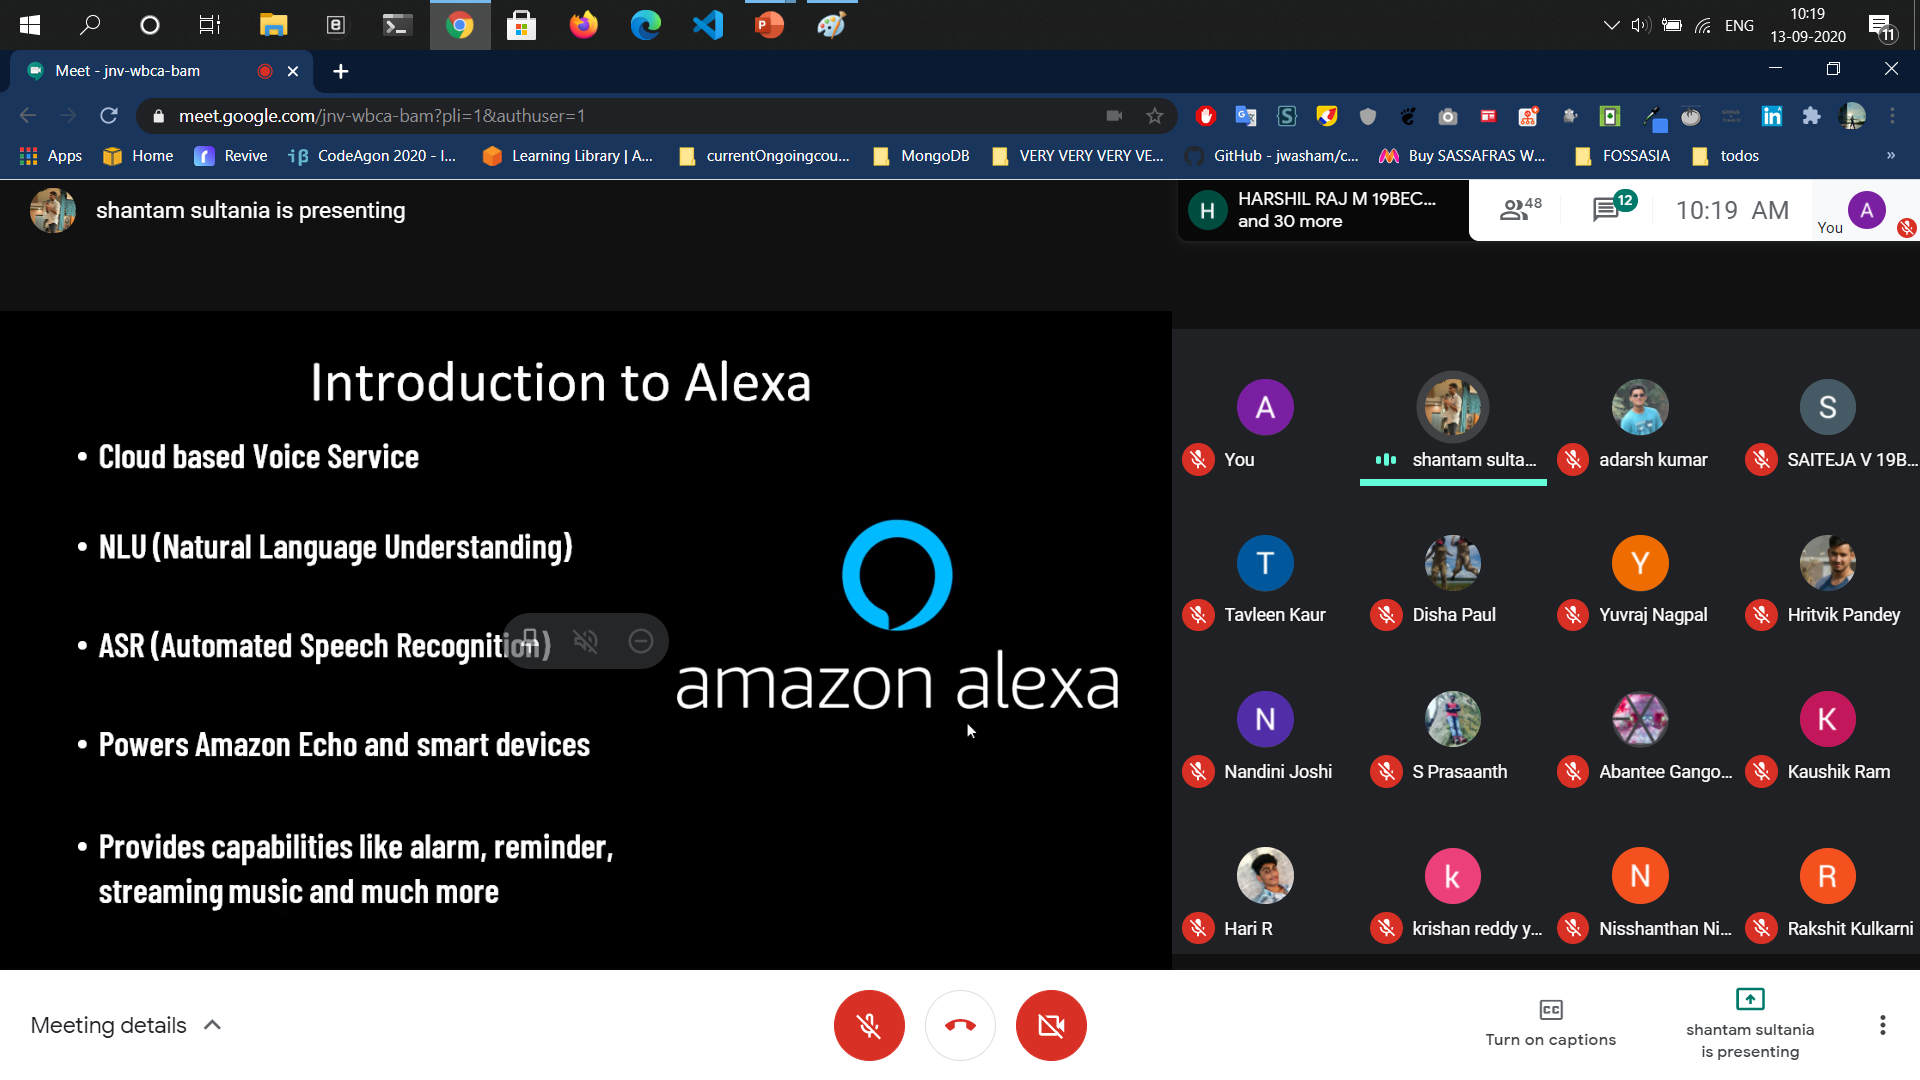 ENG
10:19
13-09-2020
11
Meet - jnv-wbca-bam
meet.google.com/jnv-wbca-bam?pli=1&authuser=1
Apps
Home
Revive
CodeAgon 2020 - I...
Learning Library | A...
currentOngoingcou...
MongoDB
VERY VERY VERY VE...
GitHub - jwasham/c...
Buy SASSAFRAS W...
FOSSASIA
todos
»
shantam sultania is presenting
H
HARSHIL RAJ M 19BEC...
and 30 more
48
12
10:19 AM
You
A
Introduction to Alexa
• Cloud based Voice Service
• NLU (Natural Language Understanding)
• ASR (Automated Speech Recognition)
• Powers Amazon Echo and smart devices
• Provides capabilities like alarm, reminder,
streaming music and much more
amazon alexa
A
You
shantam sulta...
adarsh kumar
S
SAITEJA V 19B...
T
Tavleen Kaur
Disha Paul
Y
Yuvraj Nagpal
Hritvik Pandey
N
Nandini Joshi
S Prasaanth
Abantee Gango...
K
Kaushik Ram
Hari R
k
krishan reddy y...
N
Nisshanthan Ni...
R
Rakshit Kulkarni
Meeting details
CC
Turn on captions
shantam sultania
is presenting